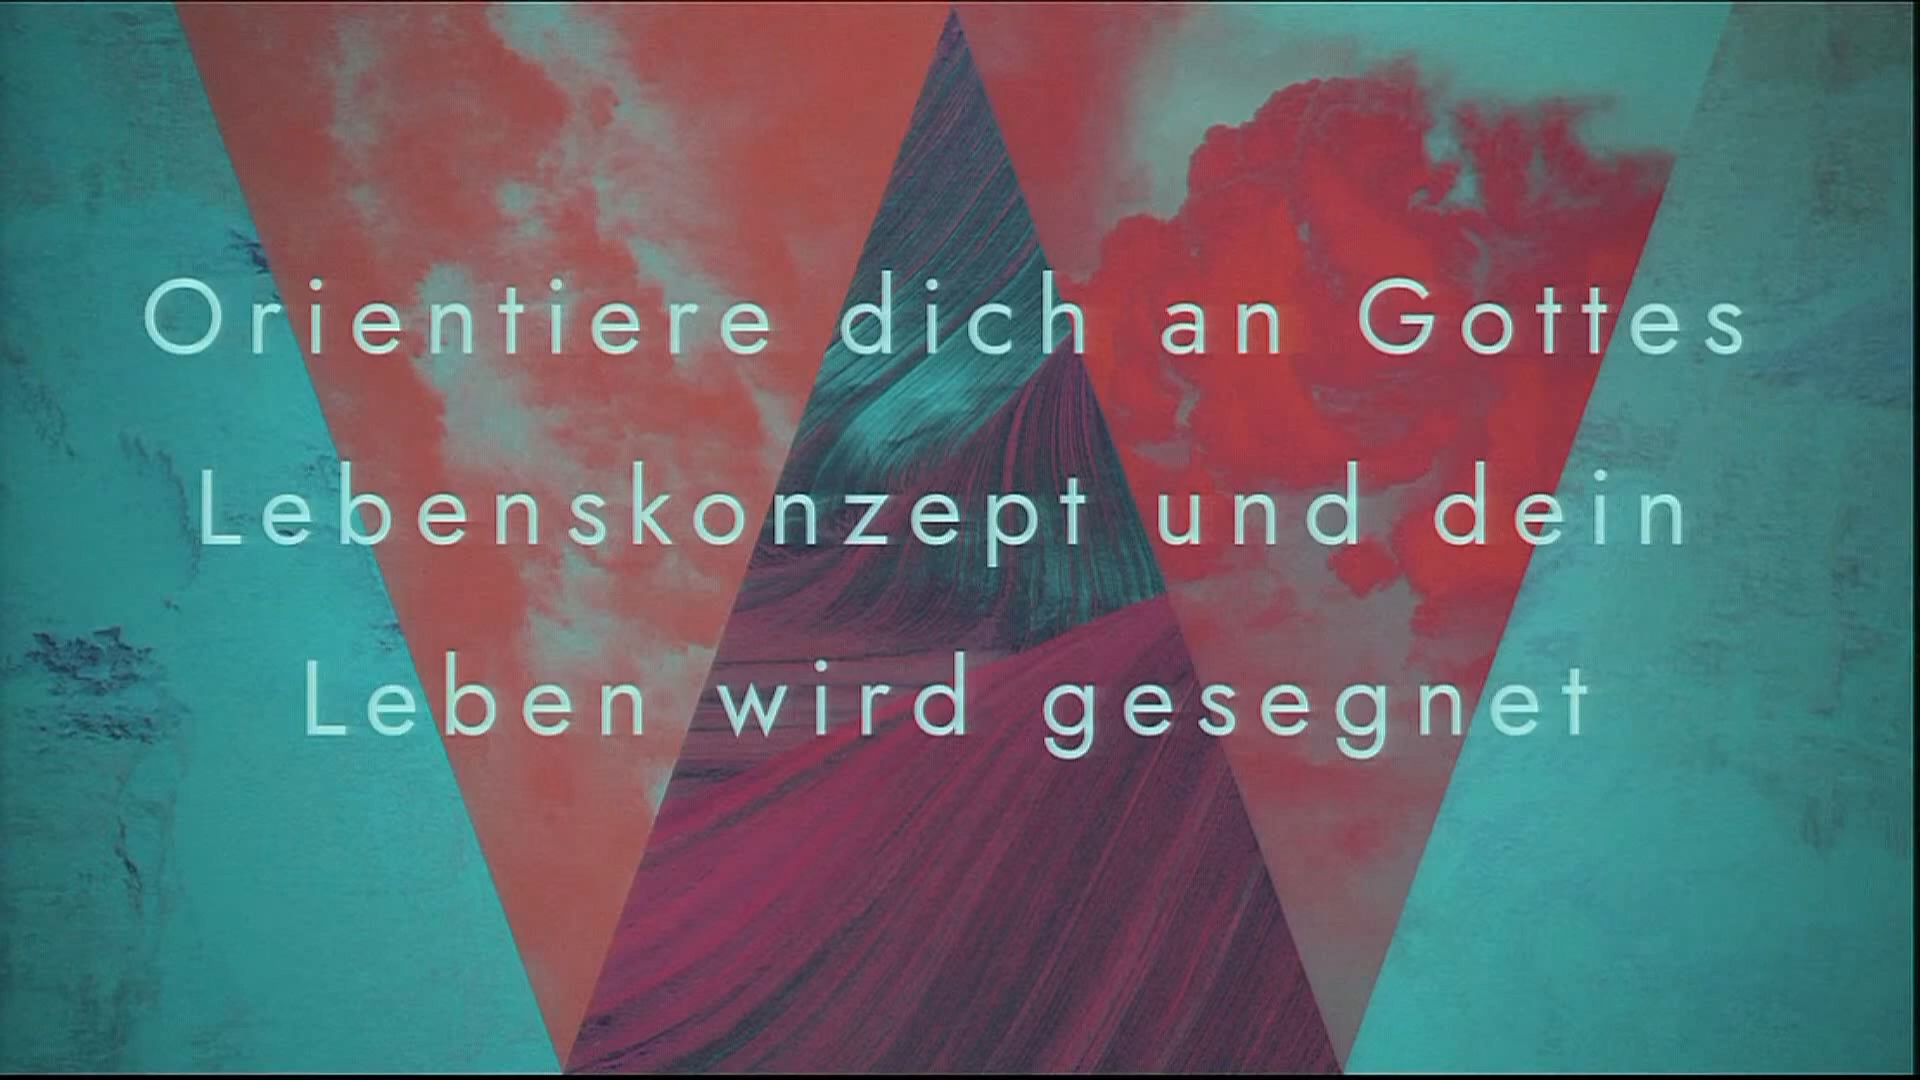 Orientiere dich an Gottes
Lebenskonzept und dein
Leben wird gesegnet